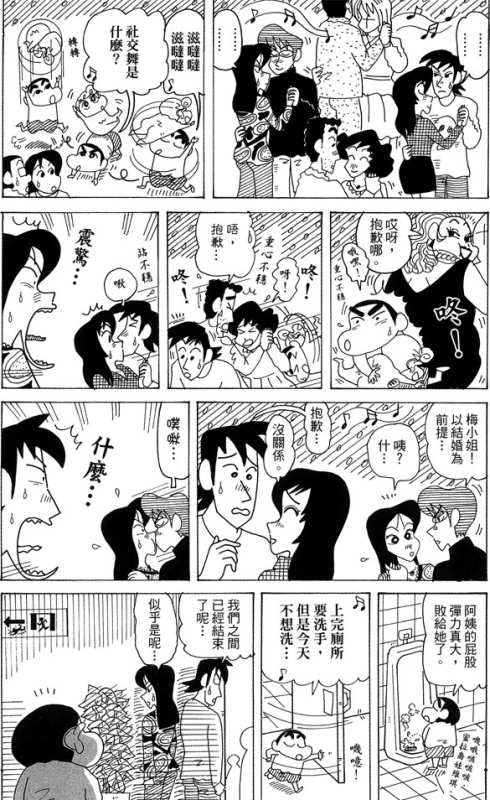 滋噠噠
滋噠噠
社交舞是
什麼?
轉轉
哎呀,
抱歉哪。
重心不穩
咚!
咚!
呀!
重心不穩
唔,
抱歉…
咚!
站不穩
啾
震驚…
梅小姐!
以結婚為
前提…
咦?
什…
抱歉…
沒關係。
噗啾…
什麼…
阿姨的屁股
彈力真大,
敗給她了。
上完廁所
要洗手,
但是今天
不想洗…
我們之間
已經結束
了呢。
似乎是呢…